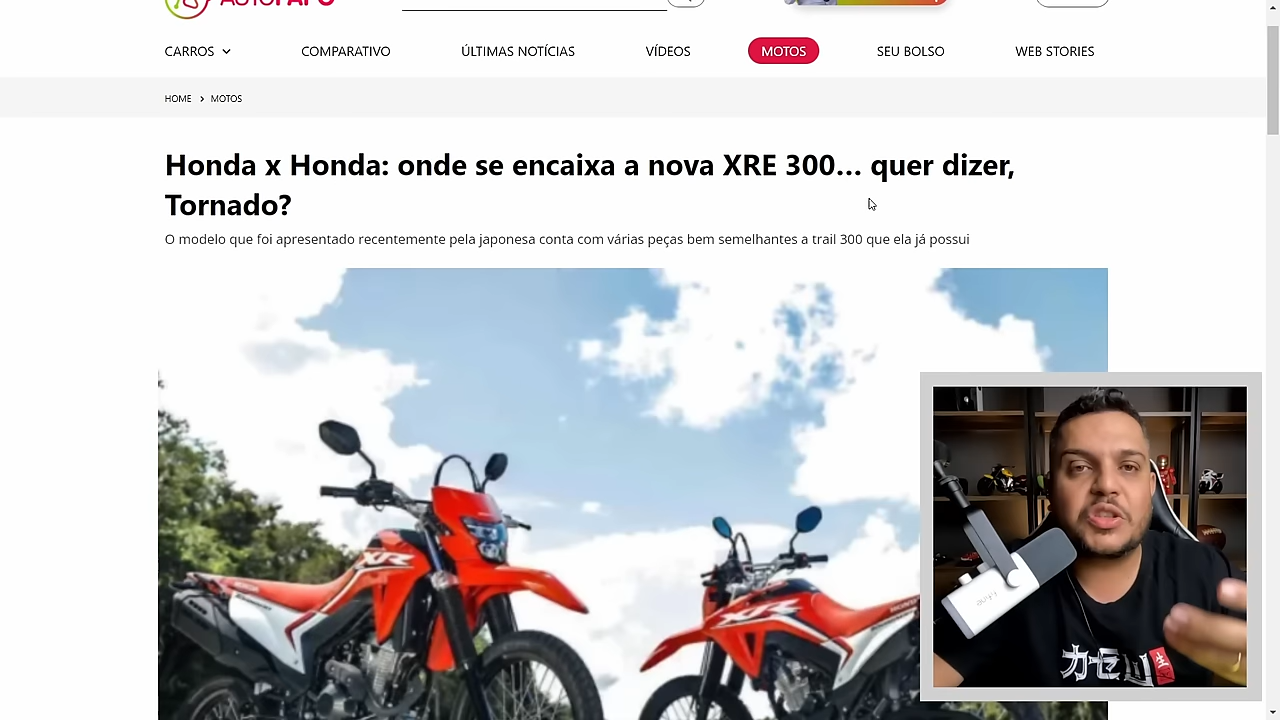 AUTOPAPO
CARROS COMPARATIVO ÚLTIMAS NOTÍCIAS VÍDEOS MOTOS SEU BOLSO WEB STORIES
HOME > MOTOS
Honda x Honda: onde se encaixa a nova XRE 300... quer dizer,
Tornado?
O modelo que foi apresentado recentemente pela japonesa conta com várias peças bem semelhantes a trail 300 que ela já possui
XR
XR